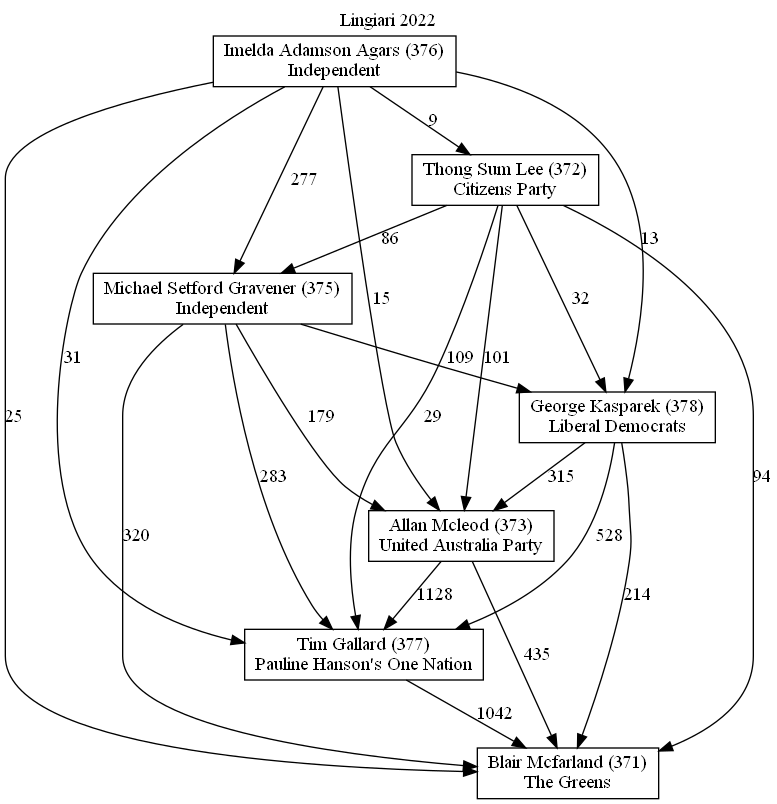 Lingiari 2022
Imelda Adamson Agars (376)
Independent
9
Thong Sum Lee (372)
Citizens Party
277
86
13
Michael Setford Gravener (375)
Independent
15
32
31
109
101
George Kasparek (378)
Liberal Democrats
25
179
29
283
315
94
Allan Mcleod (373)
United Australia Party
320
528
1128
214
Tim Gallard (377)
Pauline Hanson's One Nation
435
1042
Blair Mcfarland (371)
The Greens